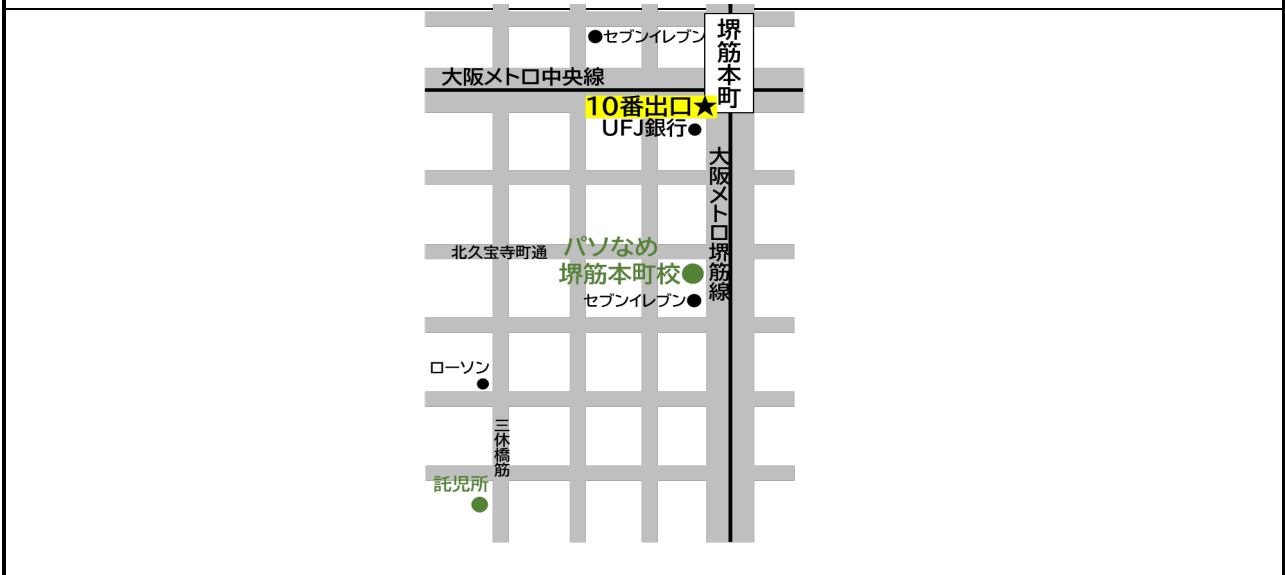 ●セブンイレブン
堺筋本町
大阪メトロ中央線
10番出口★
UFJ銀行●
大阪メトロ堺筋線
北久宝寺町通
パソなめ
堺筋本町校●
セブンイレブン●
ローソン
三休橋筋
託児所